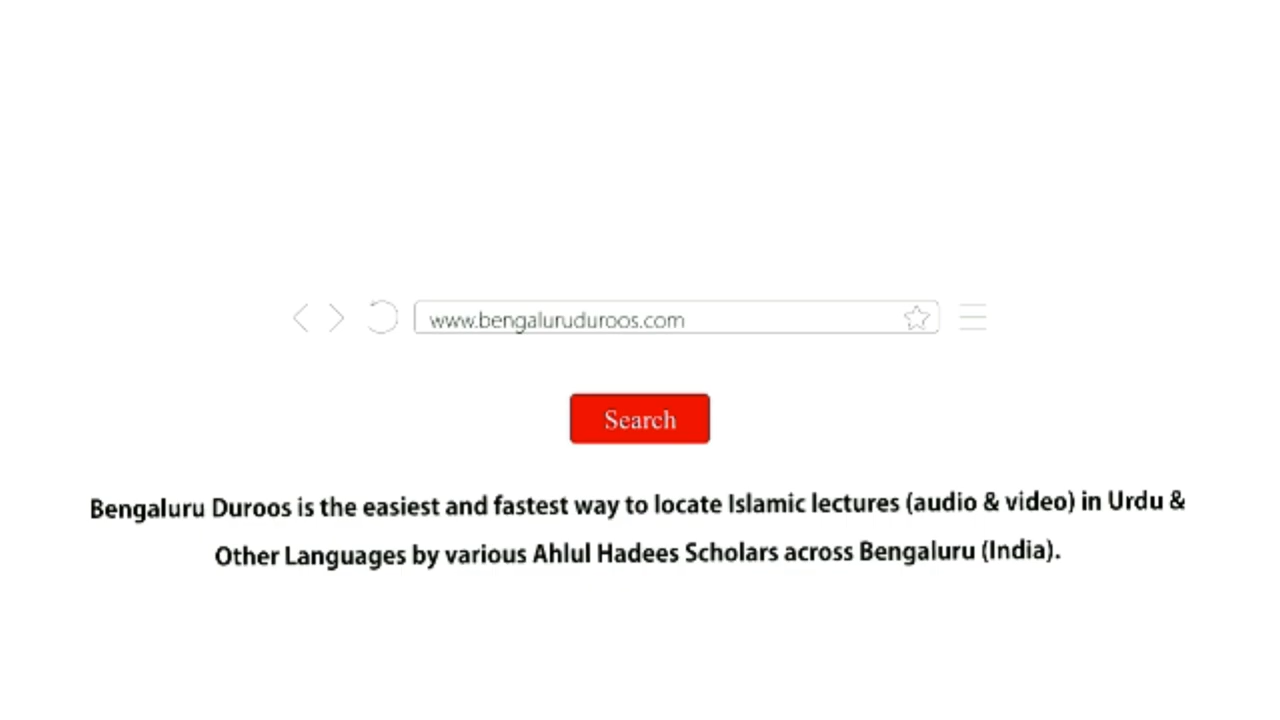 www.bengaluruduroos.com
Search
Bengaluru Duroos is the easiest and fastest way to locate Islamic lectures (audio & video) in Urdu &
Other Languages by various Ahlul Hadees Scholars across Bengaluru (India).